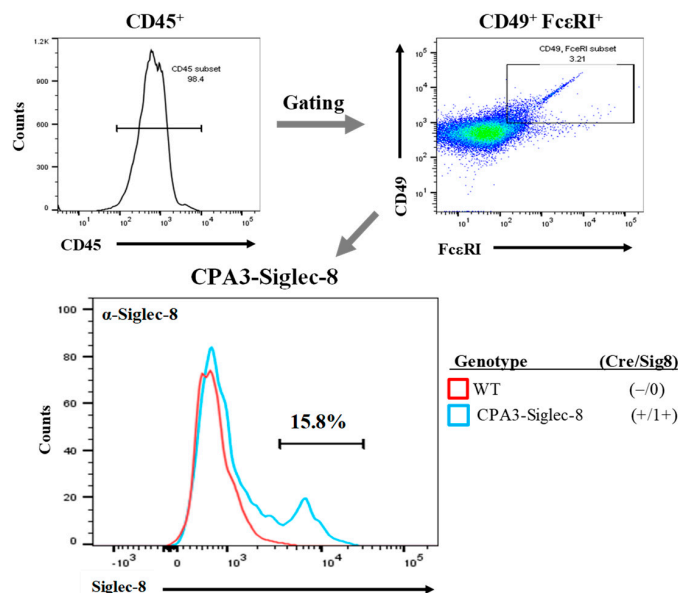 CD45⁺
CD49⁺ FcεRI⁺
1.2K
900
600
300
0
CD45 subset
98.4
10¹ 10² 10³ 10⁴ 10⁵
Counts
CD45
Gating
10⁵
10⁴
10³
10²
10¹
CD49, FceRI subset
3.21
10¹ 10² 10³ 10⁴ 10⁵
CD49
FcεRI
CPA3-Siglec-8
α-Siglec-8
100
80
60
40
20
0
15.8%
Counts
-10³ 0 10³ 10⁴ 10⁵
Siglec-8
Genotype (Cre/Sig8)
WT (−/0)
CPA3-Siglec-8 (+/1+)